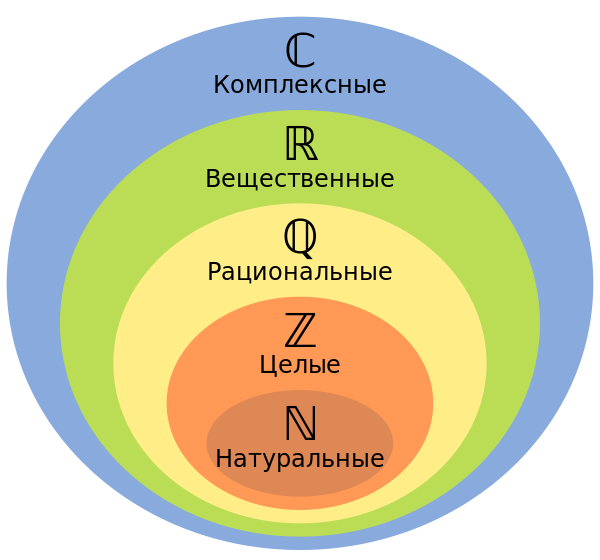 ℂ
Комплексные
ℝ
Вещественные
ℚ
Рациональные
ℤ
Целые
ℕ
Натуральные